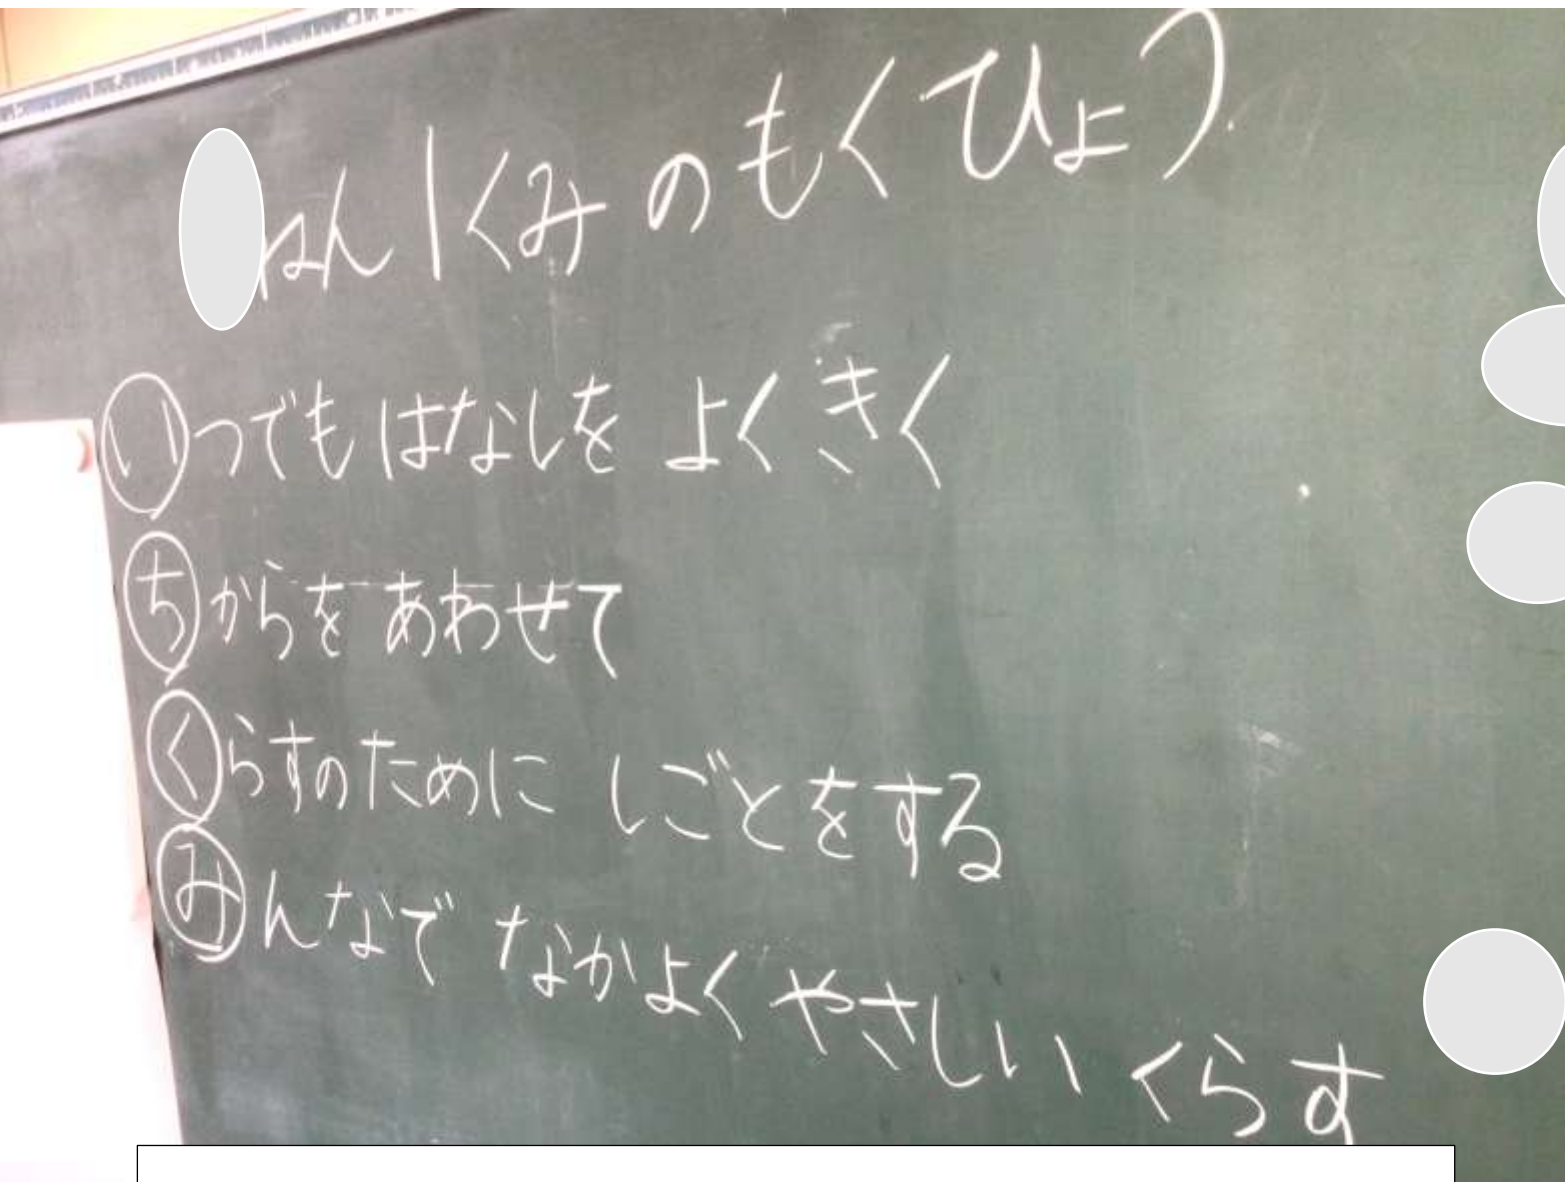 ねん1くみのもくひょう
いつでもはなしを よくきく
ちからを あわせて
くらすのために しごとをする
みんなで なかよく やさしい くらす